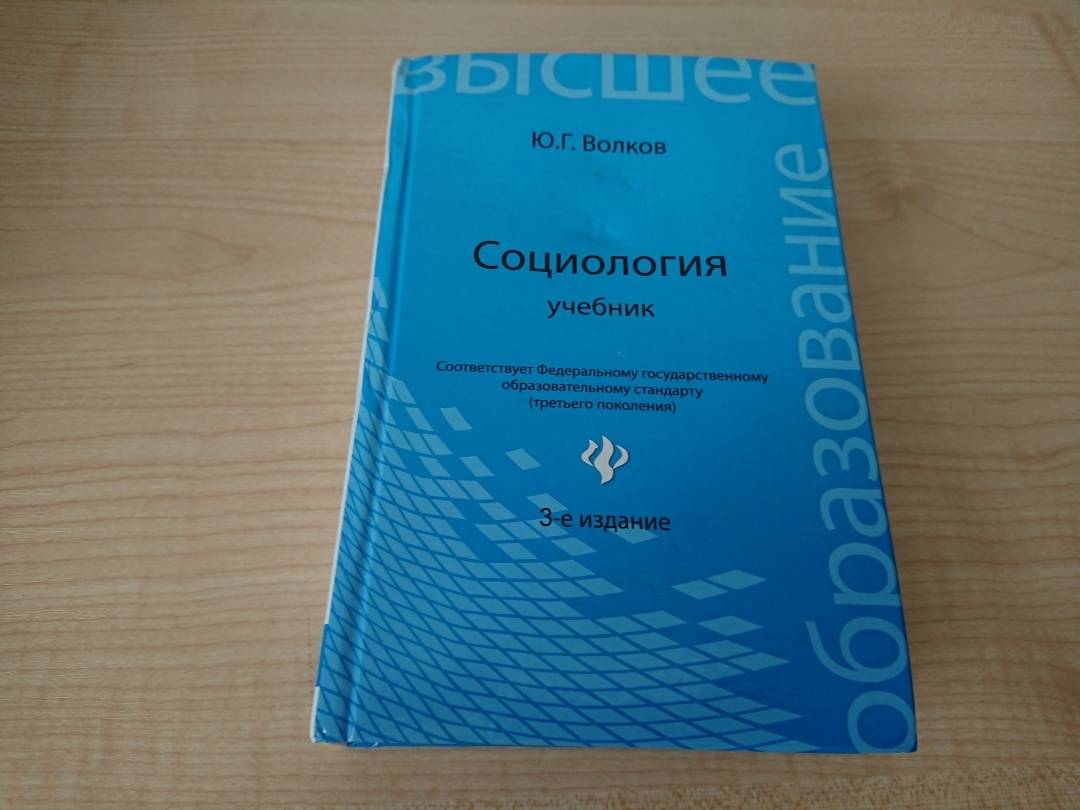 высшее
образование
Ю.Г. Волков
Социология
учебник
Соответствует Федеральному государственному
образовательному стандарту
(третьего поколения)
3-е издание